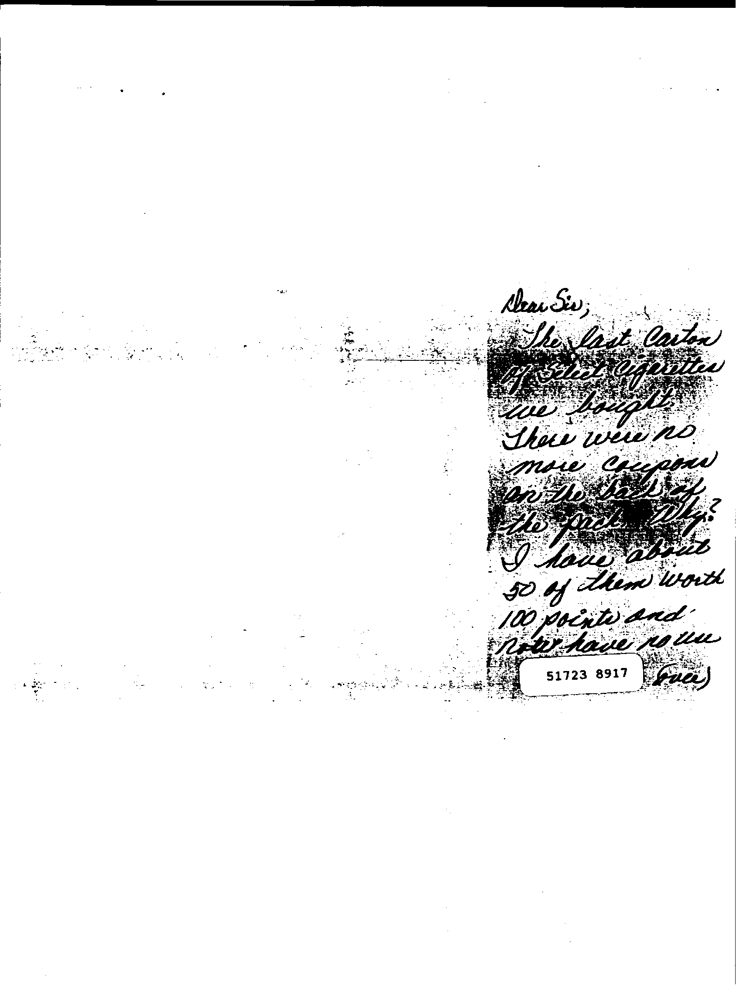 Dear Sir;
The last Carton
of Select Cigarettes
we bought
There were no
more Coupons
on the back of
the pack. Why?
I have about
50 of them worth
100 points and
have no use
51723 8917
(over)